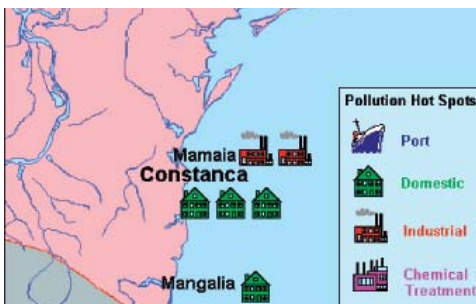 Mamaia
Constanca
Mangalia
Pollution Hot Spots
Port
Domestic
Industrial
Chemical
Treatment